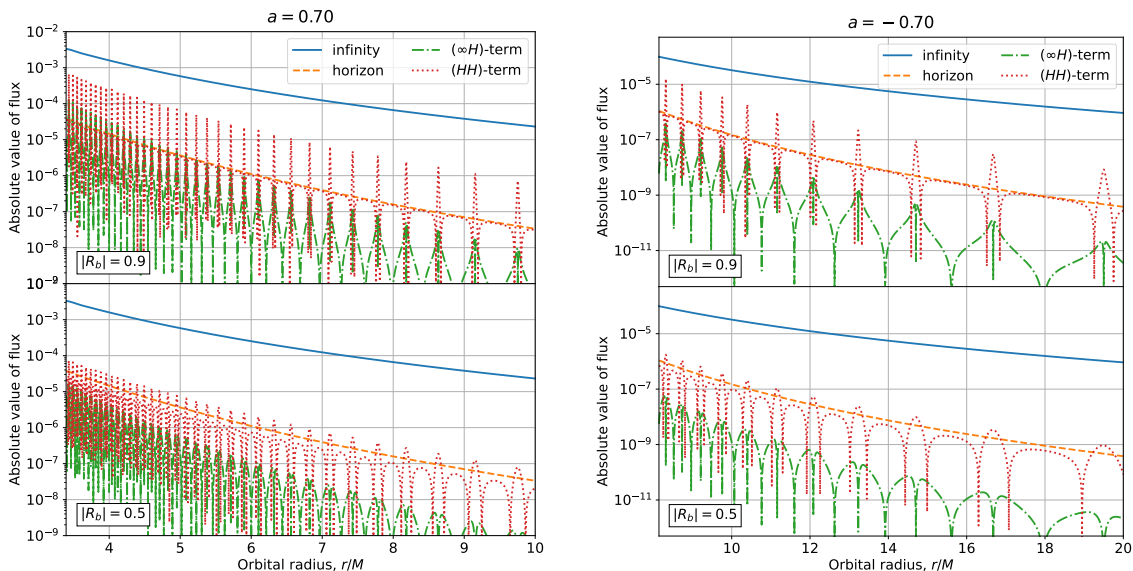 a = 0.70
Absolute value of flux
10⁻²
10⁻³
10⁻⁴
10⁻⁵
10⁻⁶
10⁻⁷
10⁻⁸
10⁻⁹
infinity
horizon
(∞H)-term
(HH)-term
|R_b| = 0.9
Absolute value of flux
10⁻³
10⁻⁴
10⁻⁵
10⁻⁶
10⁻⁷
10⁻⁸
10⁻⁹
|R_b| = 0.5
4 5 6 7 8 9 10
Orbital radius, r/M
a = −0.70
Absolute value of flux
10⁻⁵
10⁻⁷
10⁻⁹
10⁻¹¹
infinity
horizon
(∞H)-term
(HH)-term
|R_b| = 0.9
Absolute value of flux
10⁻⁵
10⁻⁷
10⁻⁹
10⁻¹¹
|R_b| = 0.5
10 12 14 16 18 20
Orbital radius, r/M